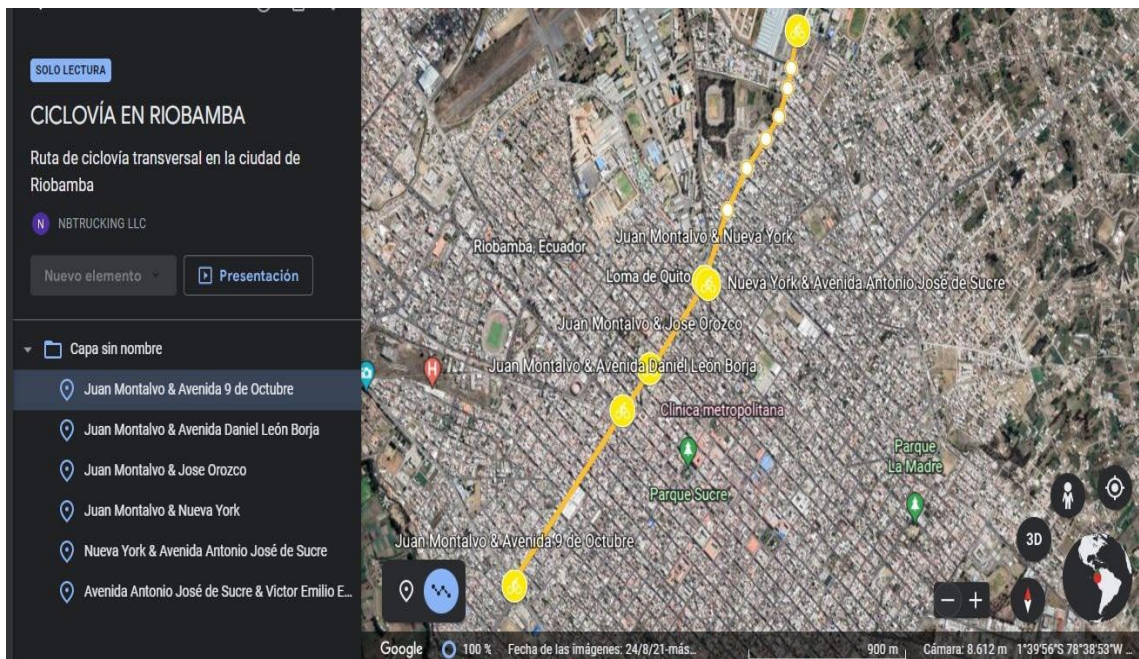 SOLO LECTURA
CICLOVÍA EN RIOBAMBA
Ruta de ciclovía transversal en la ciudad de
Riobamba
N NBTRUCKING LLC
Nuevo elemento
Presentación
Capa sin nombre
Juan Montalvo & Avenida 9 de Octubre
Juan Montalvo & Avenida Daniel León Borja
Juan Montalvo & Jose Orozco
Juan Montalvo & Nueva York
Nueva York & Avenida Antonio José de Sucre
Avenida Antonio José de Sucre & Victor Emilio E...
Riobamba, Ecuador
Juan Montalvo & Nueva York
Loma de Quito
Nueva York & Avenida Antonio José de Sucre
Juan Montalvo & Jose Orozco
Juan Montalvo & Avenida Daniel León Borja
H
Clinica metropolitana
Parque
La Madre
Parque Sucre
Juan Montalvo & Avenida 9 de Octubre
3D
Google 100 % Fecha de las imágenes: 24/8/21-más... 900 m Cámara: 8.612 m 1°39'56"S 78°38'53"W ...